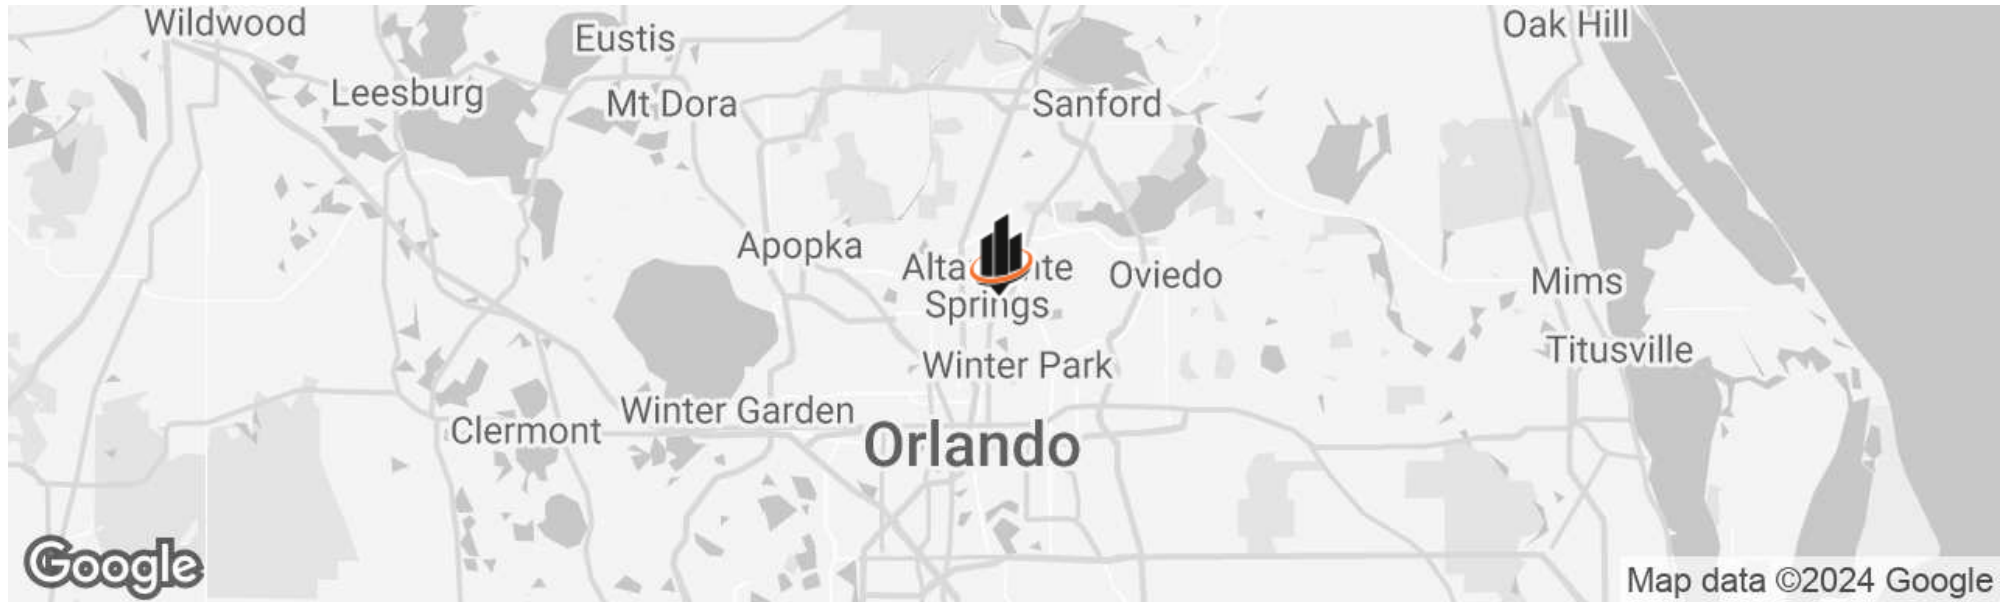 Wildwood
Eustis
Oak Hill
Leesburg
Mt Dora
Sanford
Apopka
Springs
Oviedo
Mims
Winter Park
Titusville
Winter Garden
Clermont
Orlando
Google
Map data ©2024 Google